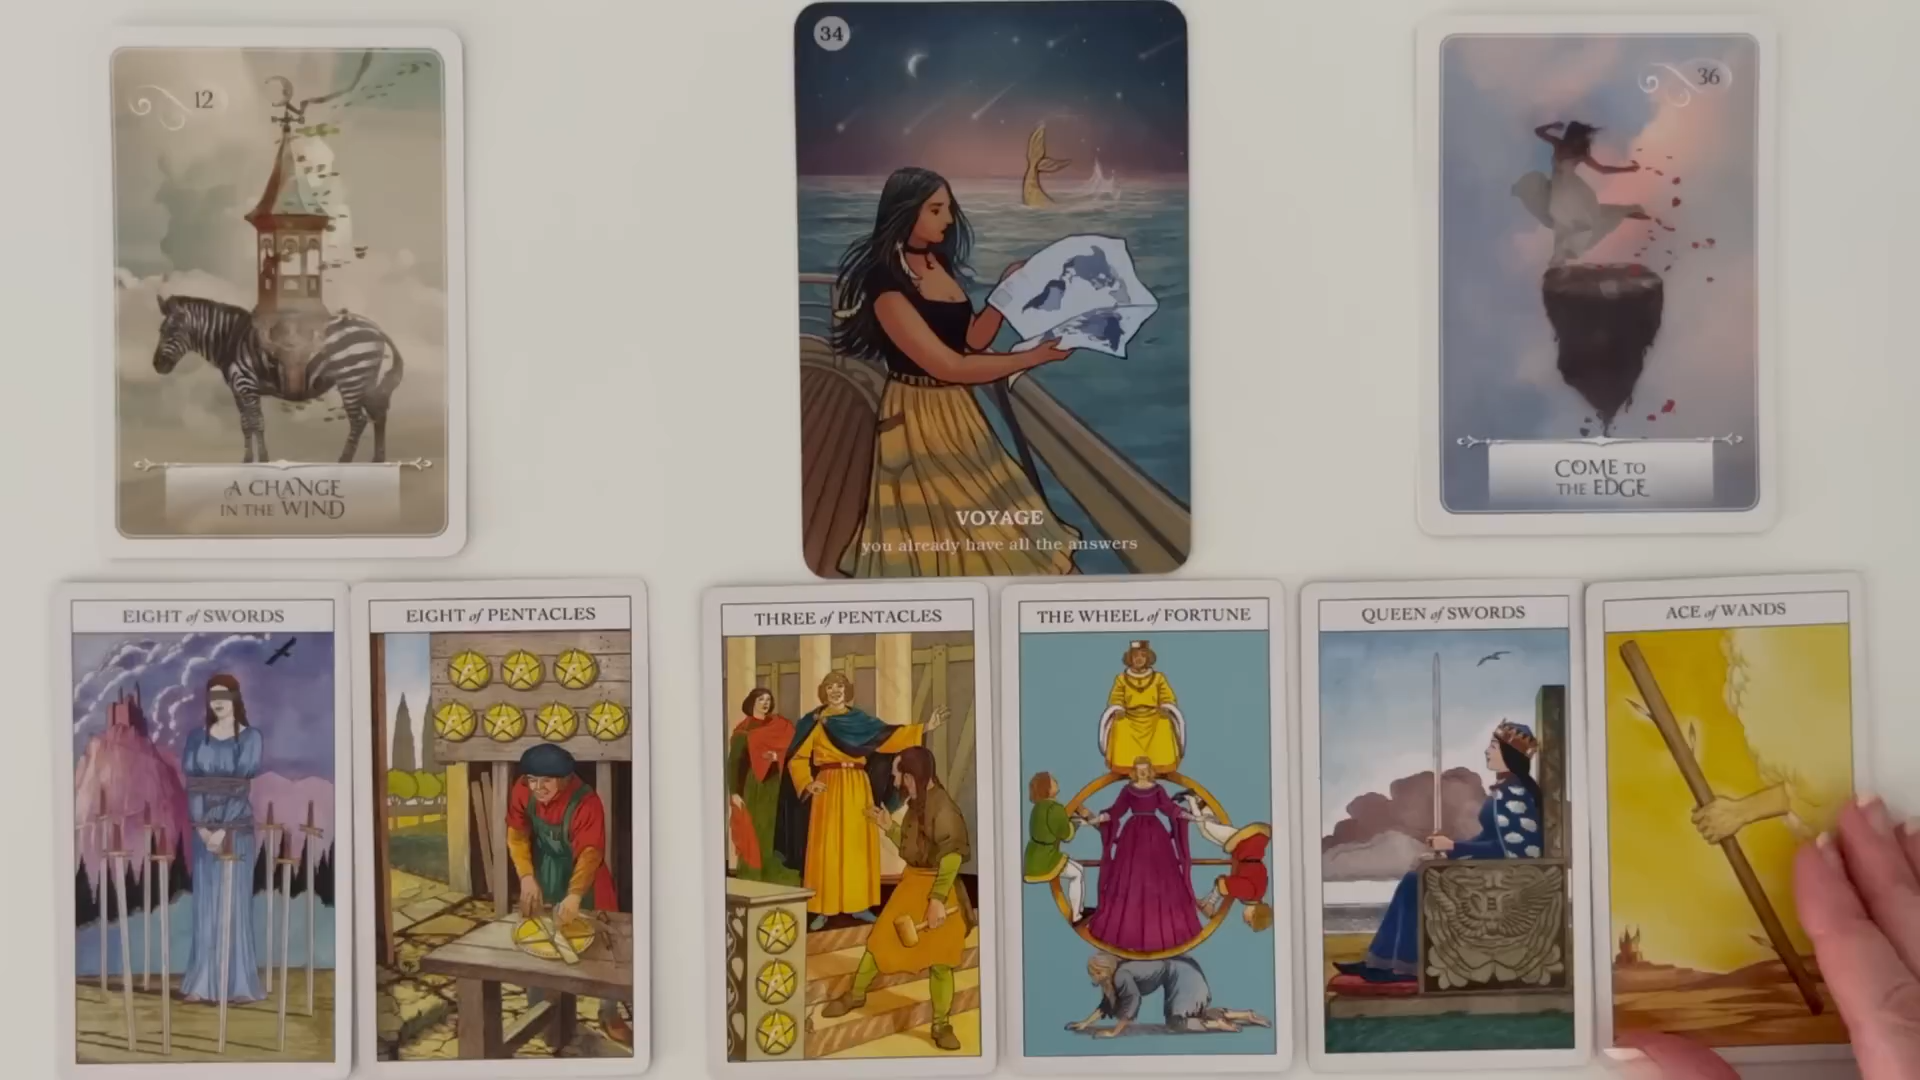 12
A CHANGE
IN THE WIND
34
VOYAGE
you already have all the answers
36
COME TO
THE EDGE
EIGHT of SWORDS
EIGHT of PENTACLES
THREE of PENTACLES
THE WHEEL of FORTUNE
QUEEN of SWORDS
ACE of WANDS